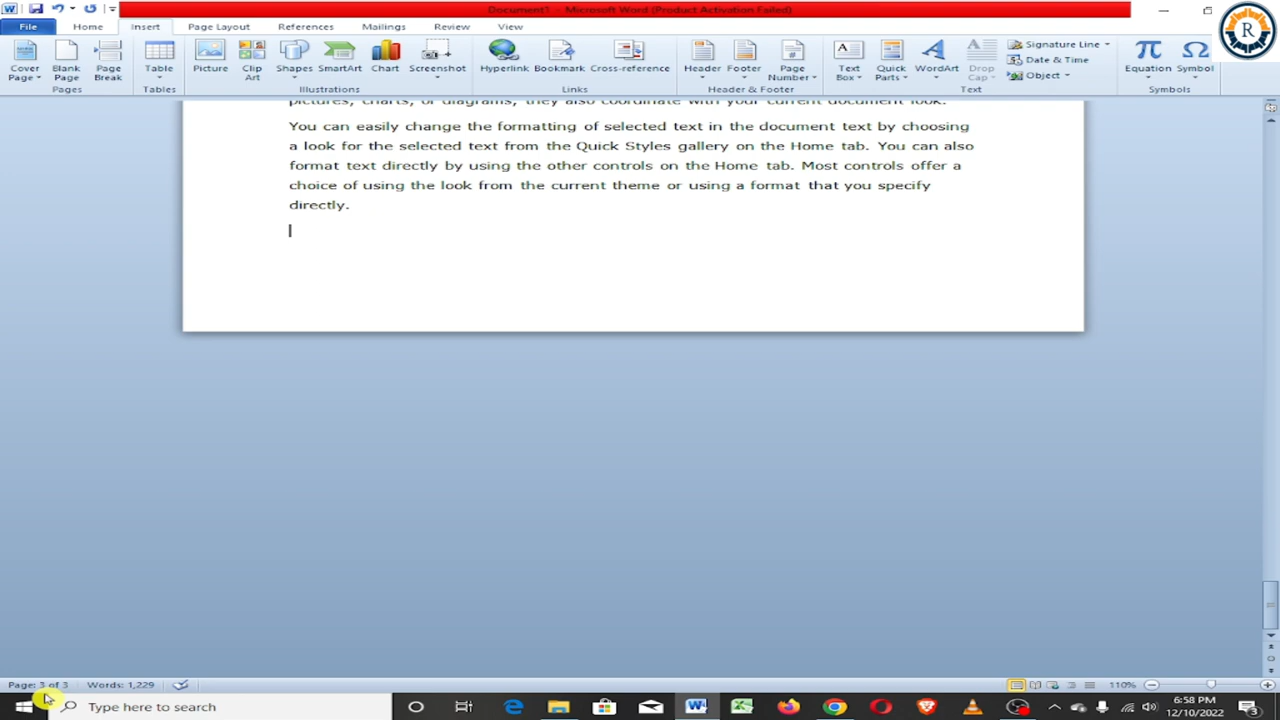 Document1 - Microsoft Word (Product Activation Failed)
File Home Insert Page Layout References Mailings Review View
Cover Page Blank Page Page Break Table Picture Clip Art Shapes SmartArt Chart Screenshot Hyperlink Bookmark Cross-reference Header Footer Page Number Text Box Quick Parts WordArt Drop Cap Signature Line Date & Time Object Equation Symbol
Pages Tables Illustrations Links Header & Footer Text Symbols
R
pictures, charts, or diagrams, they also coordinate with your current document look.
You can easily change the formatting of selected text in the document text by choosing
a look for the selected text from the Quick Styles gallery on the Home tab. You can also
format text directly by using the other controls on the Home tab. Most controls offer a
choice of using the look from the current theme or using a format that you specify
directly.
Page: 3 of 3 Words: 1,229 110%
Type here to search
6:58 PM
12/10/2022
3